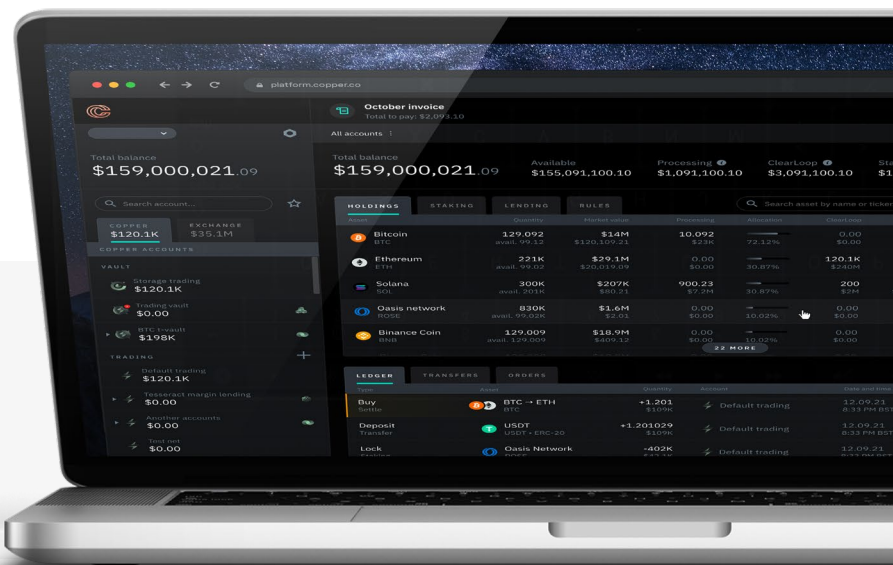 platform.copper.co
October invoice
Total to pay: $2,093.10
All accounts
Total balance
$159,000,021.09
Search account...
COPPER
$120.1K
EXCHANGE
$35.1M
COPPER ACCOUNTS
VAULT
Storage trading
$120.1K
Trading vault
$0.00
BTC t-vault
$198K
TRADING
Default trading
$120.1K
Tesseract margin lending
$0.00
Another accounts
$0.00
Test net
$0.00
Total balance Available Processing ClearLoop
$159,000,021.09 $155,091,100.10 $1,091,100.10 $3,091,100.10
HOLDINGS STAKING LENDING RULES Search asset by name or ticker
Asset Quantity Market value Processing Allocation ClearLoop
Bitcoin 129.092 $14M 10.092 0.00
BTC avail. 99.12 $120,109.21 $23K 72.12% $0.00
Ethereum 221K $29.1M 0.00 120.1K
ETH avail. 99.02 $20,019.09 $0.00 30.87% $240M
Solana 300K $207K 900.23 200
SOL avail. 201K $80.21 $7.2M 30.87% $2M
Oasis network 830K $1.6M 0.00 0.00
ROSE avail. 99.02K $2.01 $0.00 10.02% $0.00
Binance Coin 129.009 $18.9M 0.00 0.00
BNB avail. 129.009 $409.12 $0.00 10.02% $0.00
22 MORE
LEDGER TRANSFERS ORDERS
Type Asset Quantity Account Date and time
Buy BTC → ETH +1.201 Default trading 12.09.21
Settle BTC $109K 8:33 PM BST
Deposit USDT +1.201029 Default trading 12.09.21
Transfer USDT • ERC-20 $109K 8:33 PM BST
Lock Oasis Network -402K Default trading 12.09.21